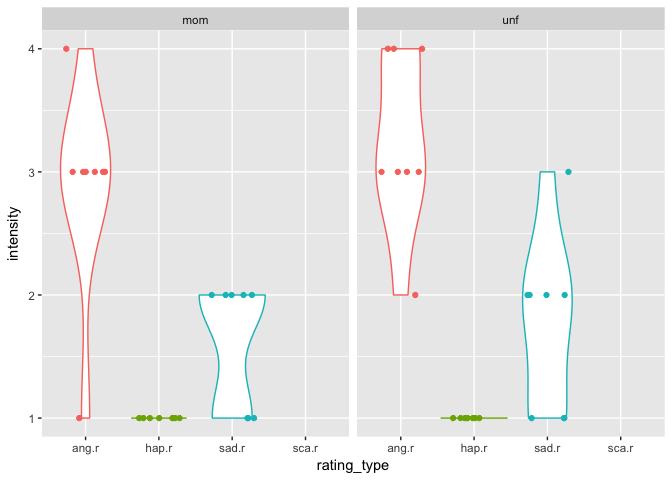 mom unf
intensity
4
3
2
1
ang.r hap.r sad.r sca.r ang.r hap.r sad.r sca.r
rating_type